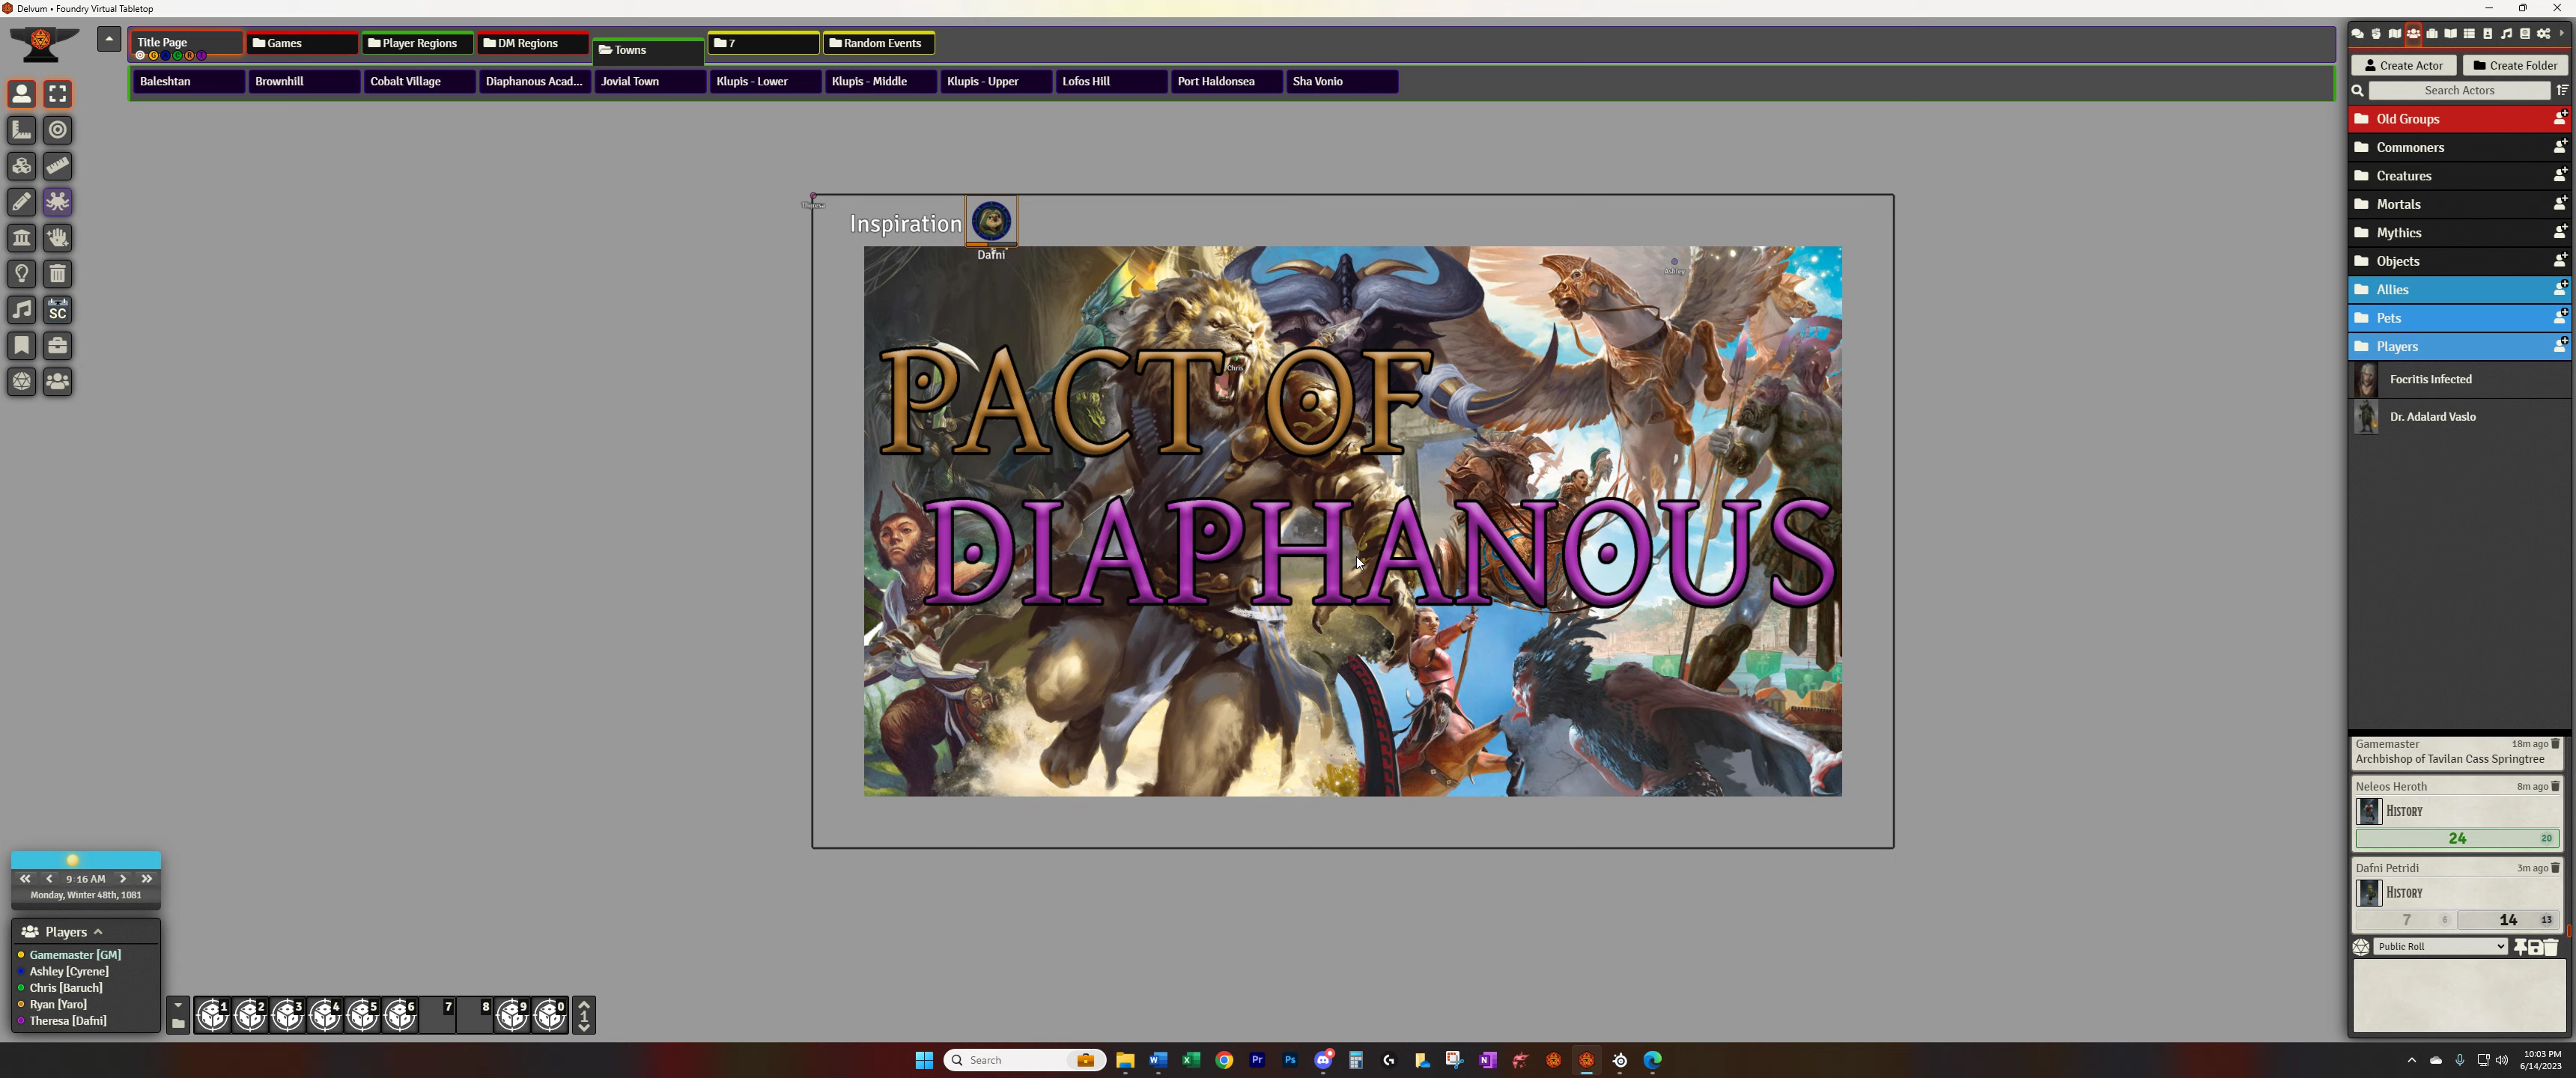 Delvum • Foundry Virtual Tabletop
Title Page
Games
Player Regions
DM Regions
Towns
7
Random Events
G G A C R T
Baleshtan
Brownhill
Cobalt Village
Diaphanous Acad...
Jovial Town
Klupis - Lower
Klupis - Middle
Klupis - Upper
Lofos Hill
Port Haldonsea
Sha Vonio
Create Actor
Create Folder
Search Actors
Old Groups
Commoners
Creatures
Mortals
Mythics
Objects
Allies
Pets
Players
Focritis Infected
Dr. Adalard Vaslo
SC
Theresa
Inspiration
Dafni
Ashley
Chris
PACT OF
DIAPHANOUS
Gamemaster
18m ago
Archbishop of Tavilan Cass Springtree
Neleos Heroth
8m ago
History
24
20
Dafni Petridi
3m ago
History
7
6
14
13
Public Roll
9:16 AM
Monday, Winter 48th, 1081
Players
Gamemaster [GM]
Ashley [Cyrene]
Chris [Baruch]
Ryan [Yaro]
Theresa [Dafni]
1 2 3 4 5 6 7 8 9 0
1
Search
10:03 PM
6/14/2023